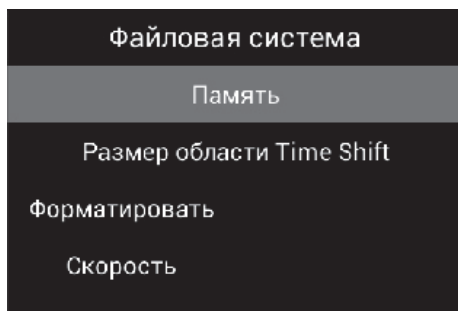 Файловая система
Память
Размер области Time Shift
Форматировать
Скорость